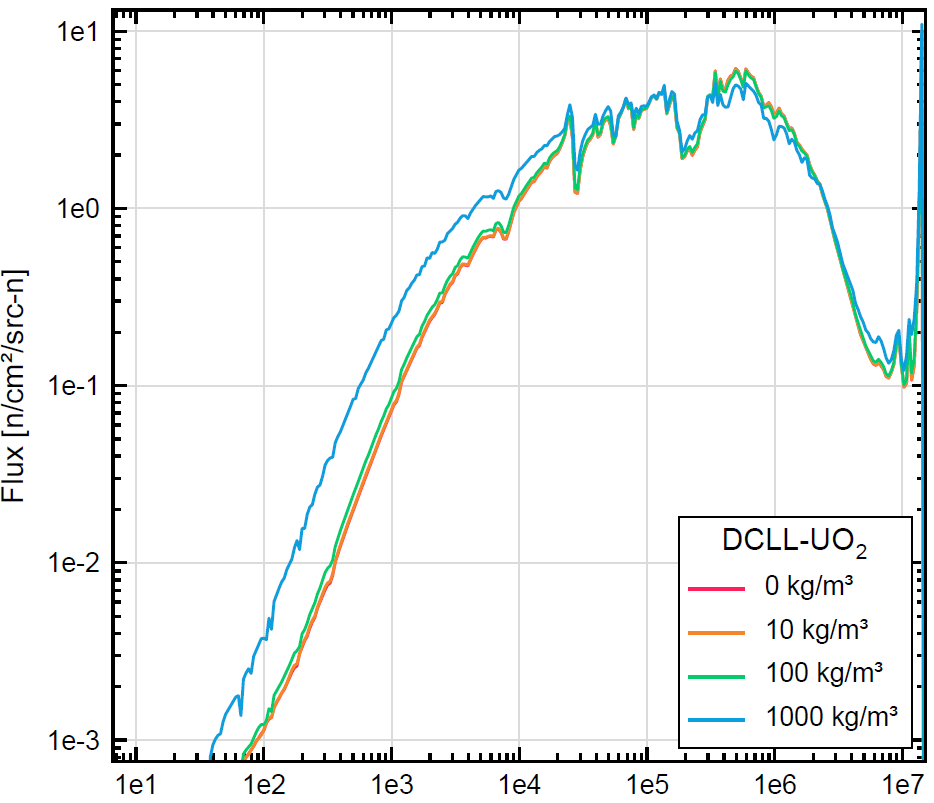 1e1
1e0
1e-1
1e-2
1e-3
Flux [n/cm²/src-n]
DCLL-UO₂
0 kg/m³
10 kg/m³
100 kg/m³
1000 kg/m³
1e1 1e2 1e3 1e4 1e5 1e6 1e7